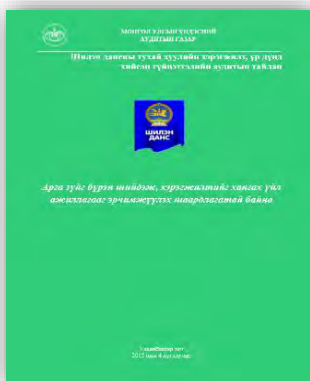 МОНГОЛ УЛСЫН ҮНДЭСНИЙ
АУДИТЫН ГАЗАР
Шилэн дансны тухай хуулийн хэрэгжилт, үр дүнд
хийсэн гүйцэтгэлийн аудитын тайлан
ШИЛЭН
ДАНС
Арга зүйг бүрэн шийдэж, хэрэгжилтийг хангах үйл
ажиллагааг эрчимжүүлэх шаардлагатай байна
Улаанбаатар хот